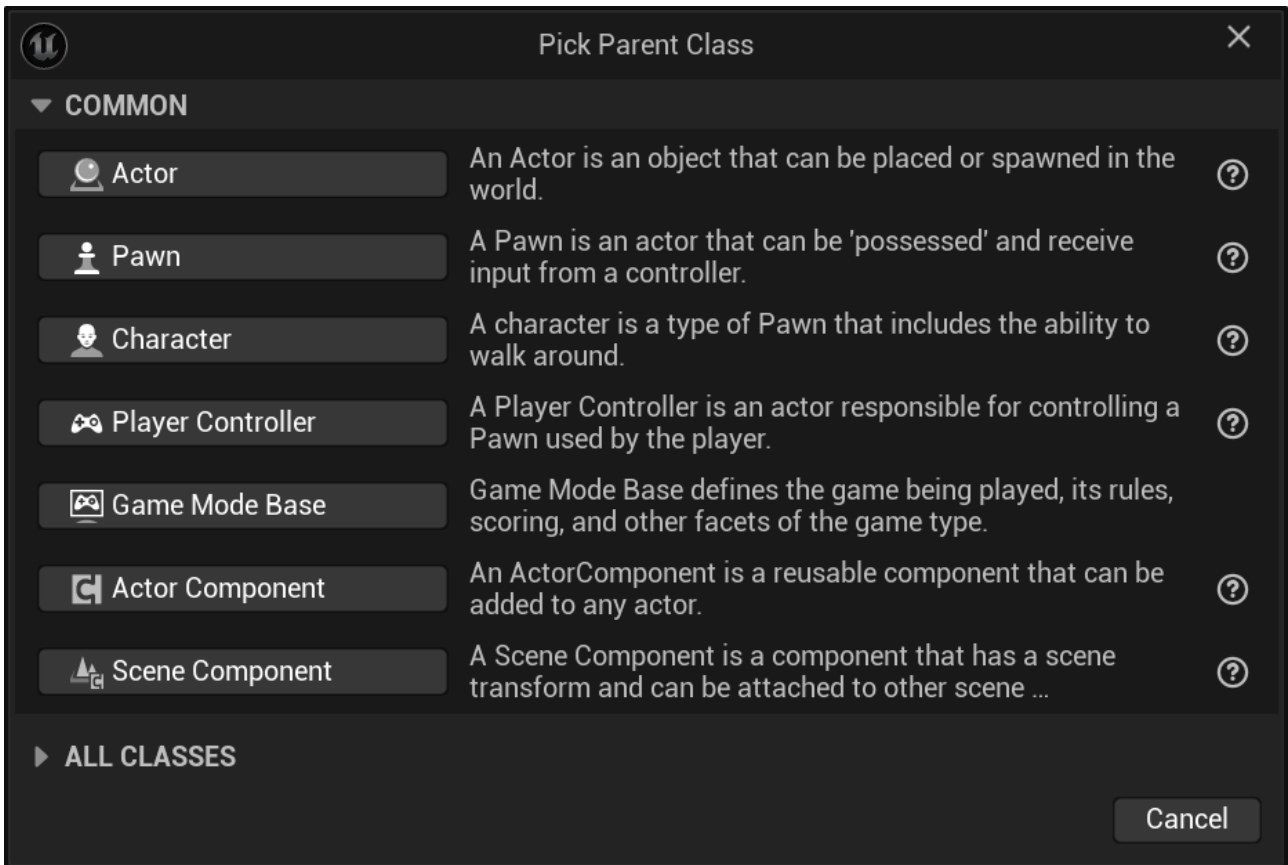 Pick Parent Class
COMMON
Actor
An Actor is an object that can be placed or spawned in the
world.
Pawn
A Pawn is an actor that can be 'possessed' and receive
input from a controller.
Character
A character is a type of Pawn that includes the ability to
walk around.
Player Controller
A Player Controller is an actor responsible for controlling a
Pawn used by the player.
Game Mode Base
Game Mode Base defines the game being played, its rules,
scoring, and other facets of the game type.
Actor Component
An ActorComponent is a reusable component that can be
added to any actor.
Scene Component
A Scene Component is a component that has a scene
transform and can be attached to other scene ...
ALL CLASSES
Cancel